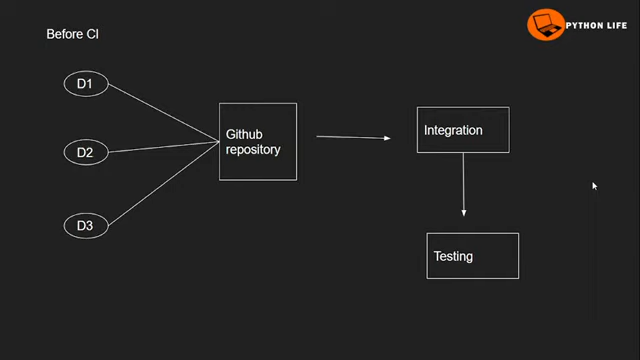 Before CI
PYTHON LIFE
D1
D2
D3
Github
repository
Integration
Testing